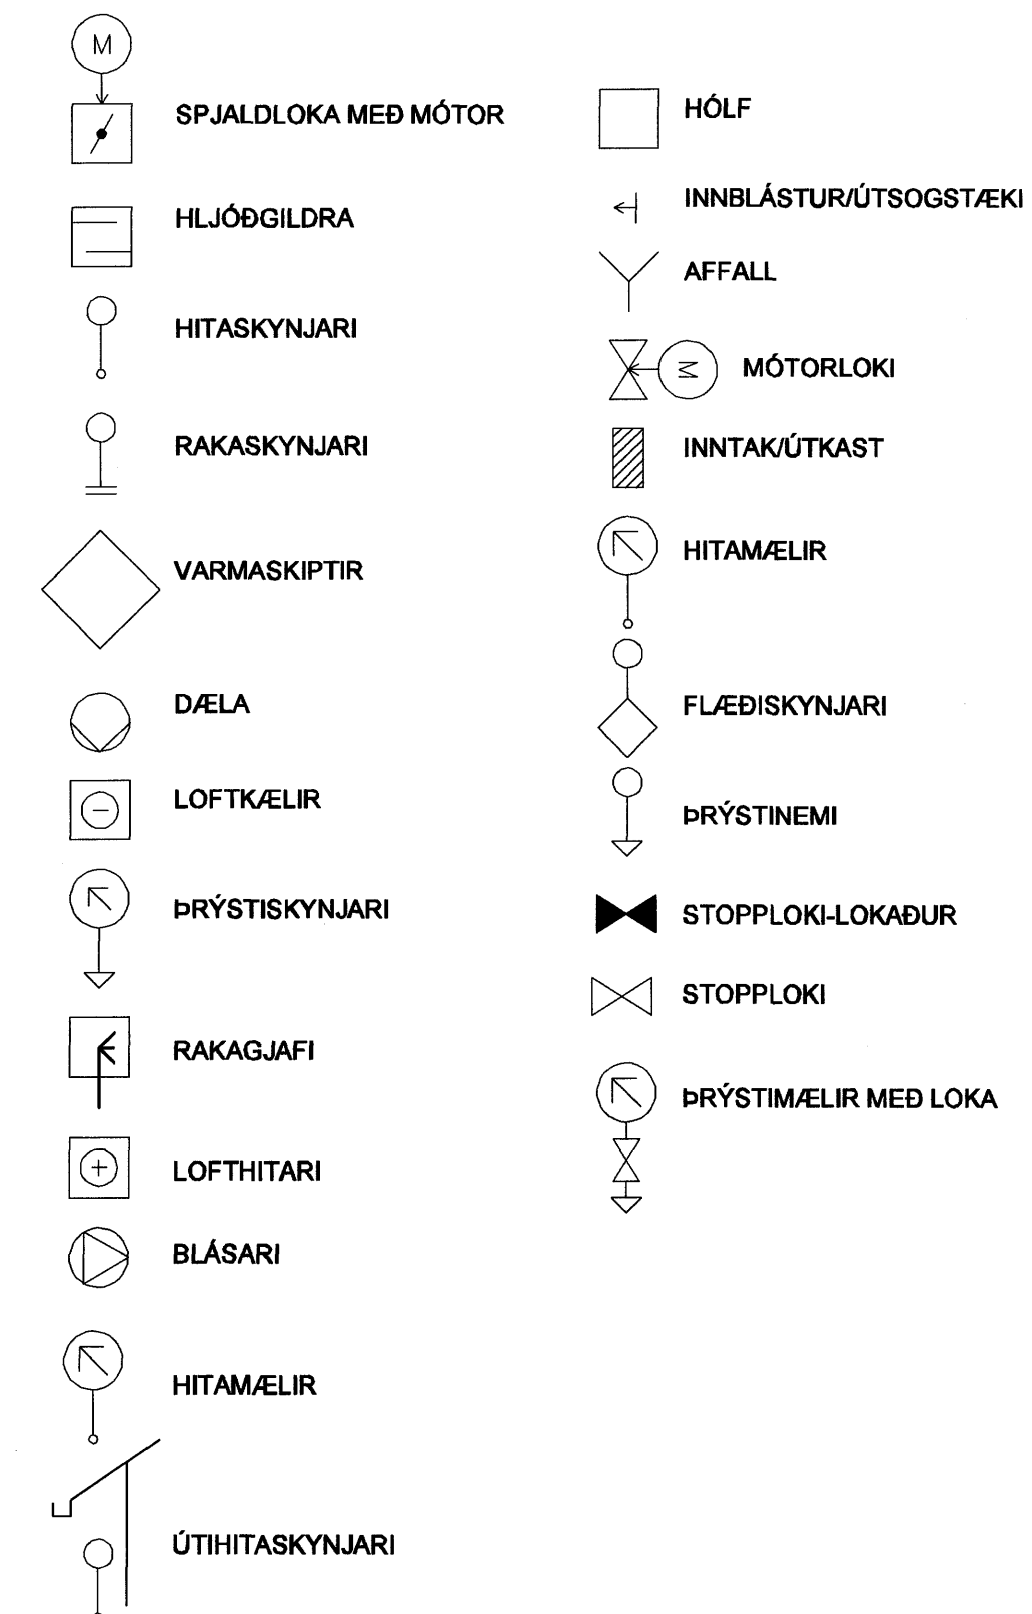 M
SPJALDLOKA MEÐ MÓTOR
HLJÓÐGILDRA
HITASKYNJARI
RAKASKYNJARI
VARMASKIPTIR
DÆLA
LOFTKÆLIR
ÞRÝSTISKYNJARI
RAKAGJAFI
LOFTHITARI
BLÁSARI
HITAMÆLIR
ÚTIHITASKYNJARI
HÓLF
INNBLÁSTUR/ÚTSOGSTÆKI
AFFALL
M
MÓTORLOKI
INNTAK/ÚTKAST
HITAMÆLIR
FLÆÐISKYNJARI
ÞRÝSTINEMI
STOPPLOKI-LOKAÐUR
STOPPLOKI
ÞRÝSTIMÆLIR MEÐ LOKA